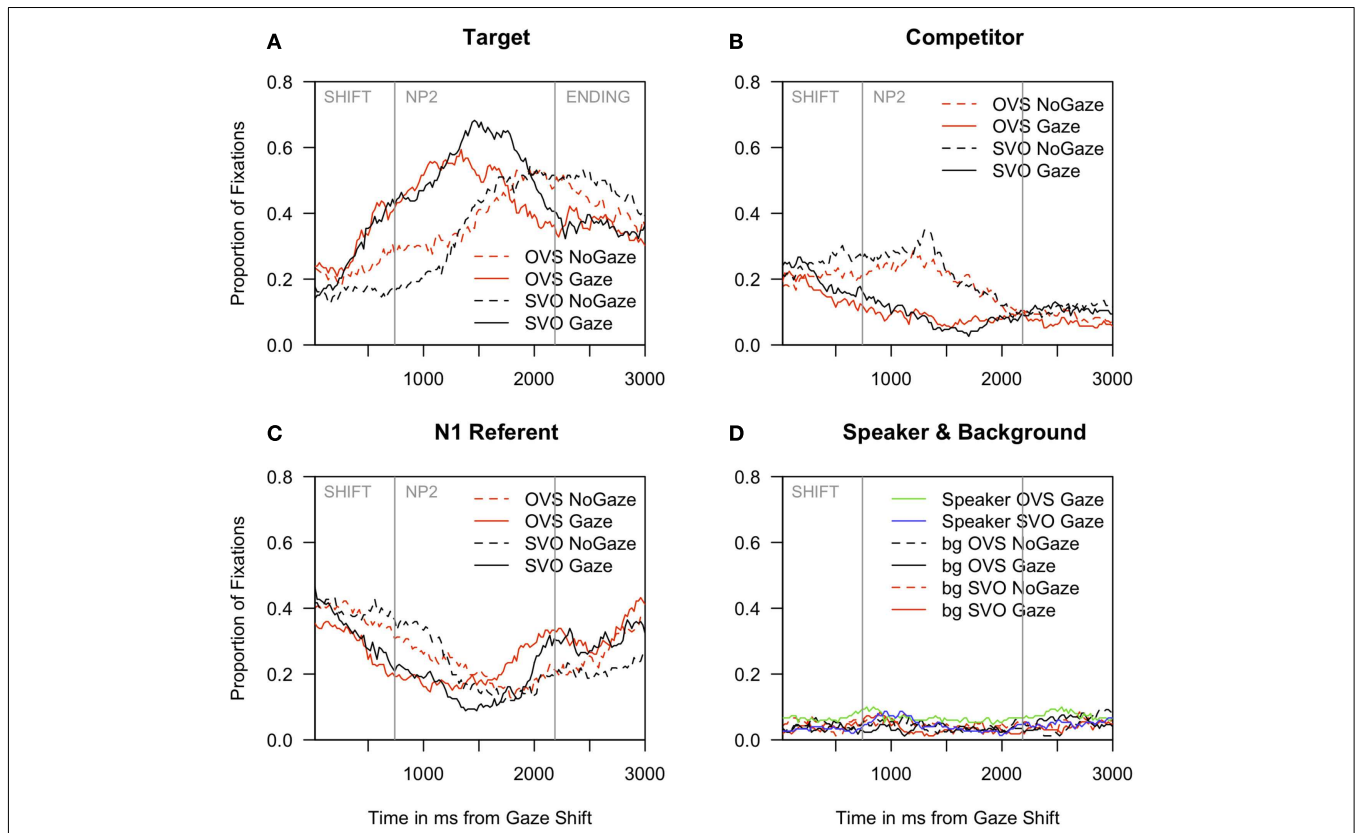 A Target
Proportion of Fixations
0.8
0.6
0.4
0.2
0.0
SHIFT NP2 ENDING
OVS NoGaze
OVS Gaze
SVO NoGaze
SVO Gaze
1000 2000 3000
B Competitor
0.8
0.6
0.4
0.2
0.0
SHIFT NP2
OVS NoGaze
OVS Gaze
SVO NoGaze
SVO Gaze
1000 2000 3000
C N1 Referent
Proportion of Fixations
0.8
0.6
0.4
0.2
0.0
SHIFT NP2
OVS NoGaze
OVS Gaze
SVO NoGaze
SVO Gaze
1000 2000 3000
Time in ms from Gaze Shift
D Speaker & Background
0.8
0.6
0.4
0.2
0.0
SHIFT
Speaker OVS Gaze
Speaker SVO Gaze
bg OVS NoGaze
bg OVS Gaze
bg SVO NoGaze
bg SVO Gaze
1000 2000 3000
Time in ms from Gaze Shift